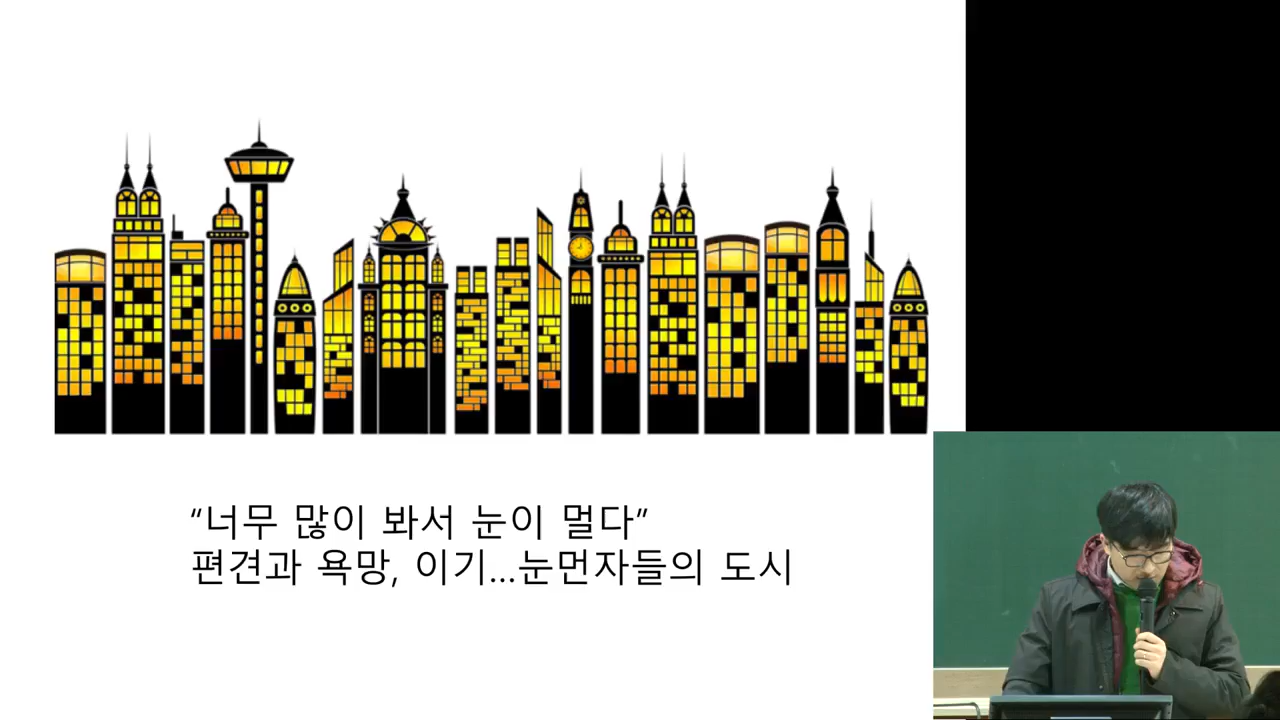 “너무 많이 봐서 눈이 멀다”
편견과 욕망, 이기...눈먼자들의 도시